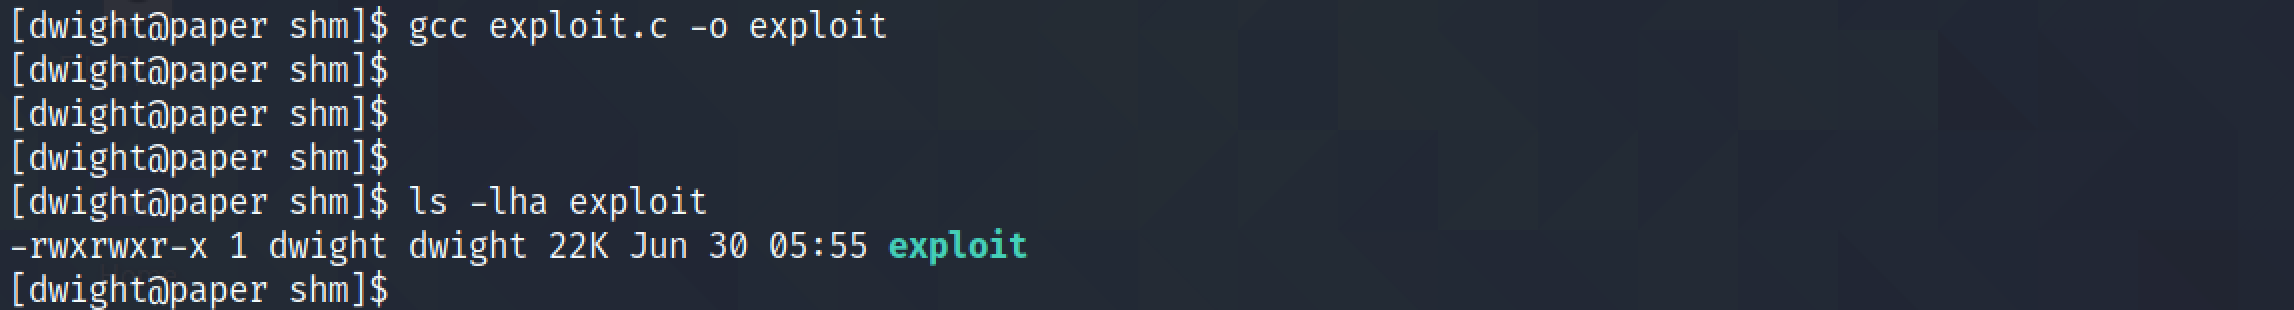 [dwight@paper shm]$ gcc exploit.c -o exploit
[dwight@paper shm]$
[dwight@paper shm]$
[dwight@paper shm]$
[dwight@paper shm]$ ls -lha exploit
-rwxrwxr-x 1 dwight dwight 22K Jun 30 05:55 exploit
[dwight@paper shm]$